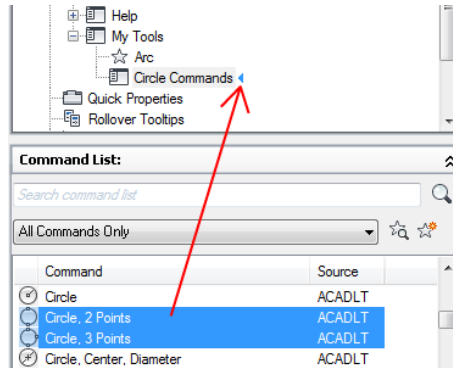 Help
My Tools
Arc
Circle Commands
Quick Properties
Rollover Tooltips
Command List:
Search command list
All Commands Only
Command Source
Circle ACADLT
Circle, 2 Points ACADLT
Circle, 3 Points ACADLT
Circle, Center, Diameter ACADLT